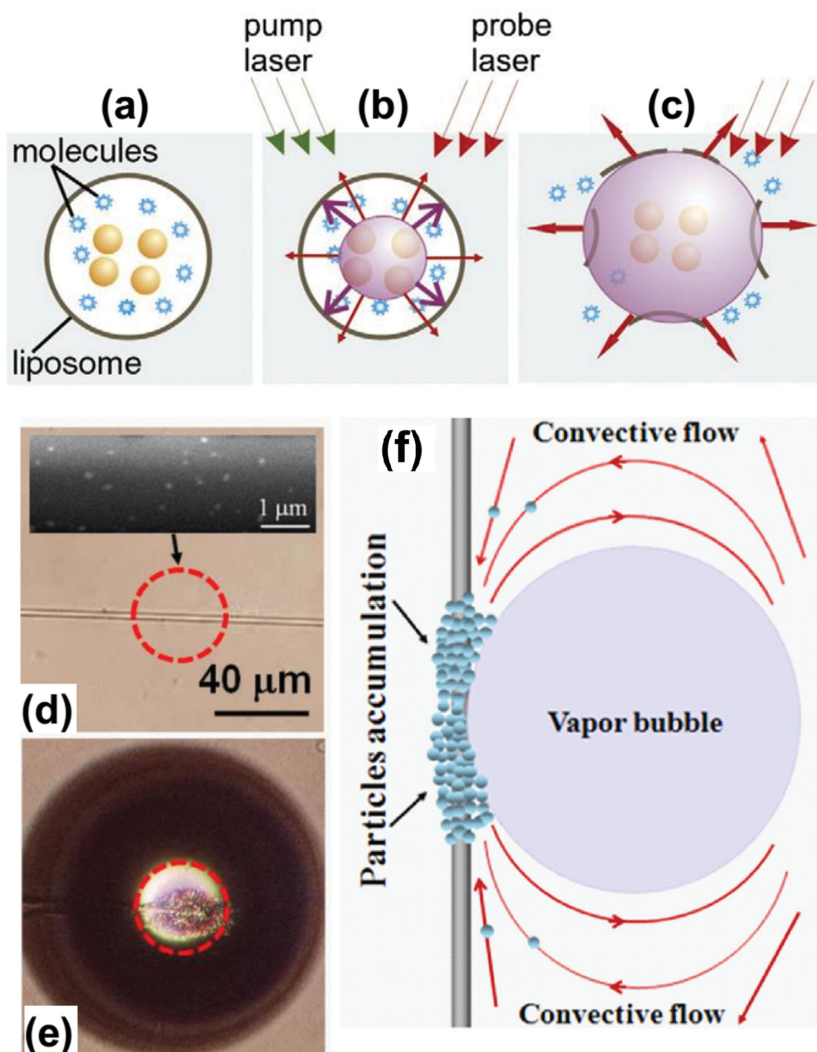 pump
laser
probe
laser
(a)
(b)
(c)
molecules
liposome
(d)
1 μm
40 μm
(e)
(f)
Convective flow
Particles accumulation
Vapor bubble
Convective flow